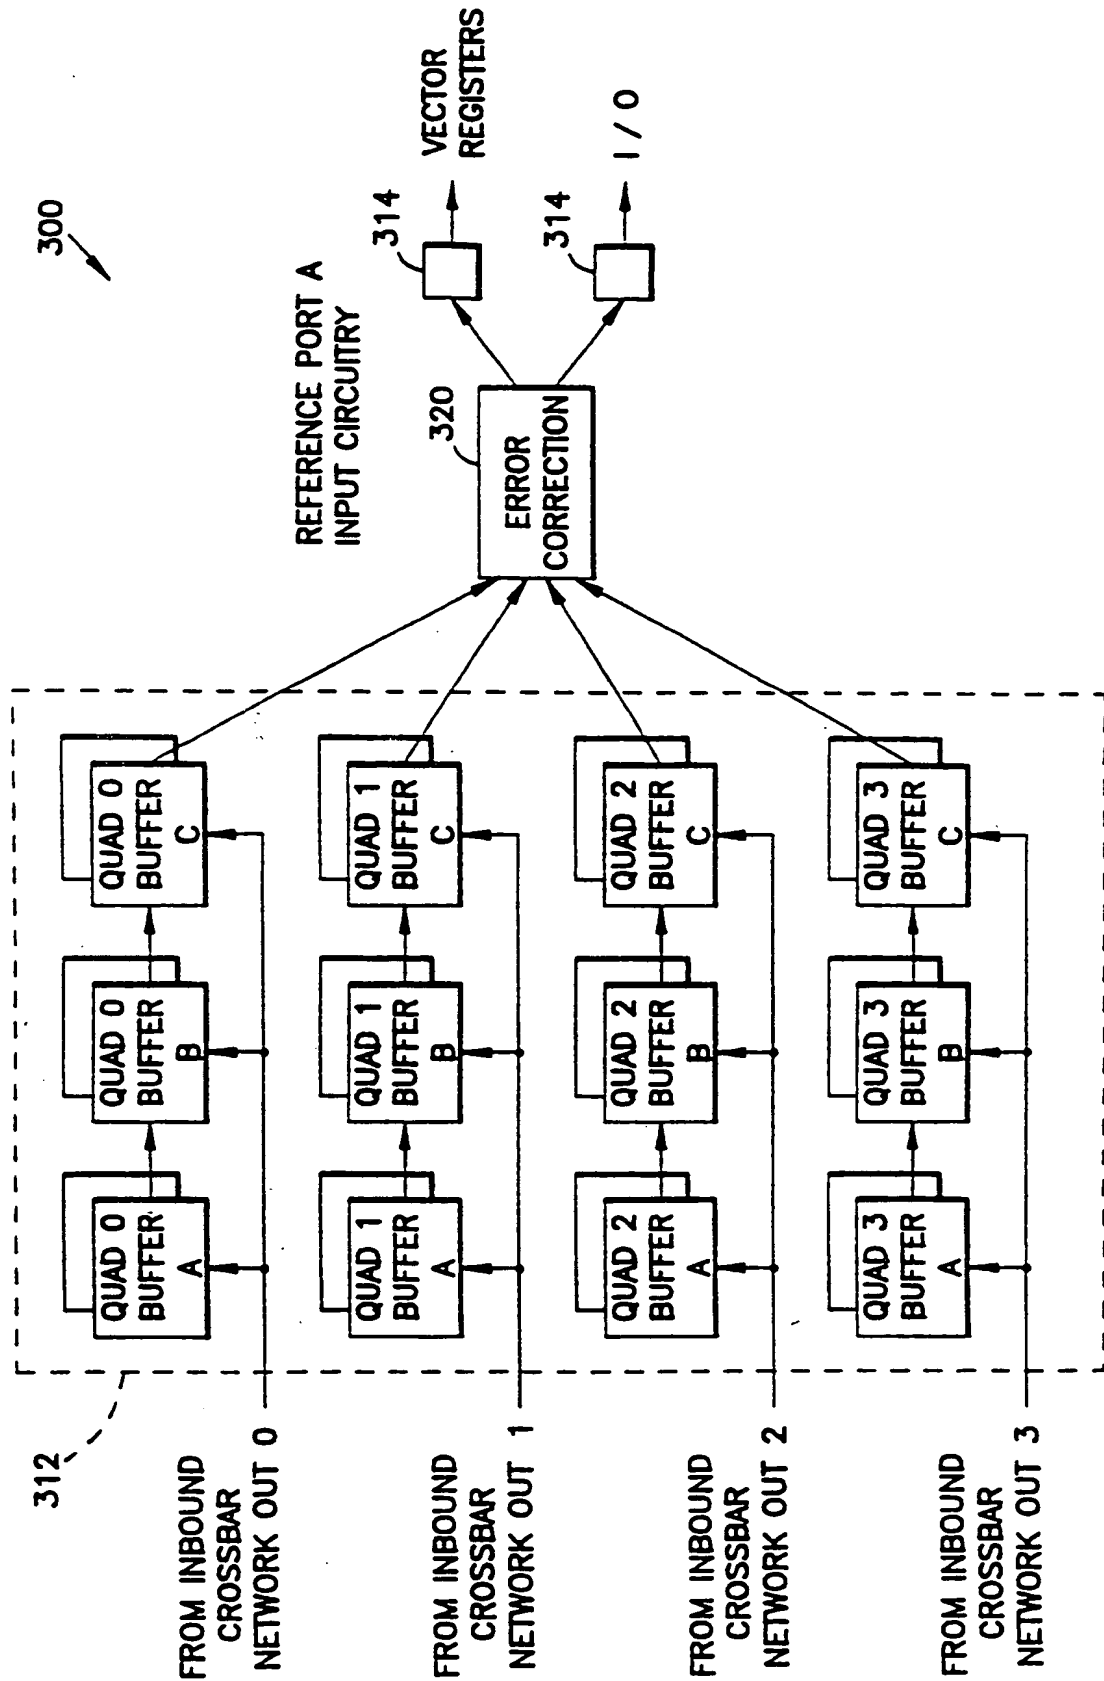 300
REFERENCE PORT A
INPUT CIRCUITRY
312
FROM INBOUND
CROSSBAR
NETWORK OUT 0
QUAD 0
BUFFER
A
QUAD 0
BUFFER
B
QUAD 0
BUFFER
C
FROM INBOUND
CROSSBAR
NETWORK OUT 1
QUAD 1
BUFFER
A
QUAD 1
BUFFER
B
QUAD 1
BUFFER
C
FROM INBOUND
CROSSBAR
NETWORK OUT 2
QUAD 2
BUFFER
A
QUAD 2
BUFFER
B
QUAD 2
BUFFER
C
FROM INBOUND
CROSSBAR
NETWORK OUT 3
QUAD 3
BUFFER
A
QUAD 3
BUFFER
B
QUAD 3
BUFFER
C
320
ERROR
CORRECTION
314
VECTOR
REGISTERS
314
I / O